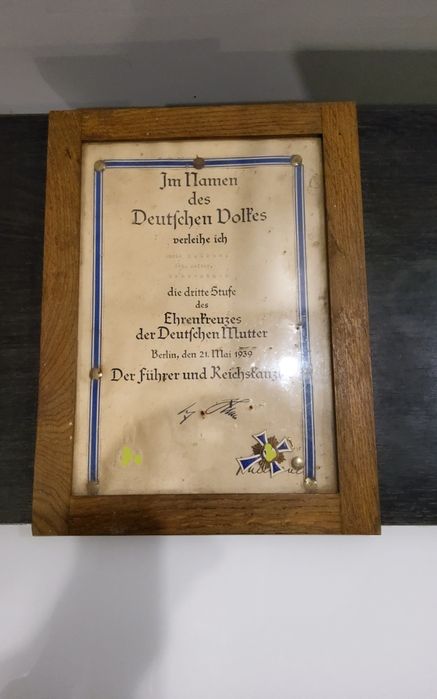 Im Namen
des
Deutschen Volkes
verleihe ich
die dritte Stufe
des
Ehrenkreuzes
der Deutschen Mutter
Berlin, den 21. Mai 1939
Der Führer und Reichskanzl